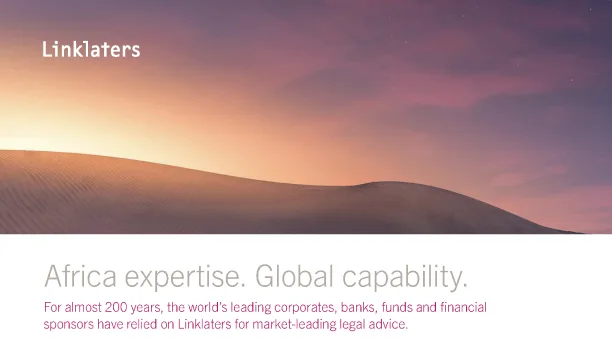 Linklaters
Africa expertise. Global capability.
For almost 200 years, the world's leading corporates, banks, funds and financial
sponsors have relied on Linklaters for market-leading legal advice.